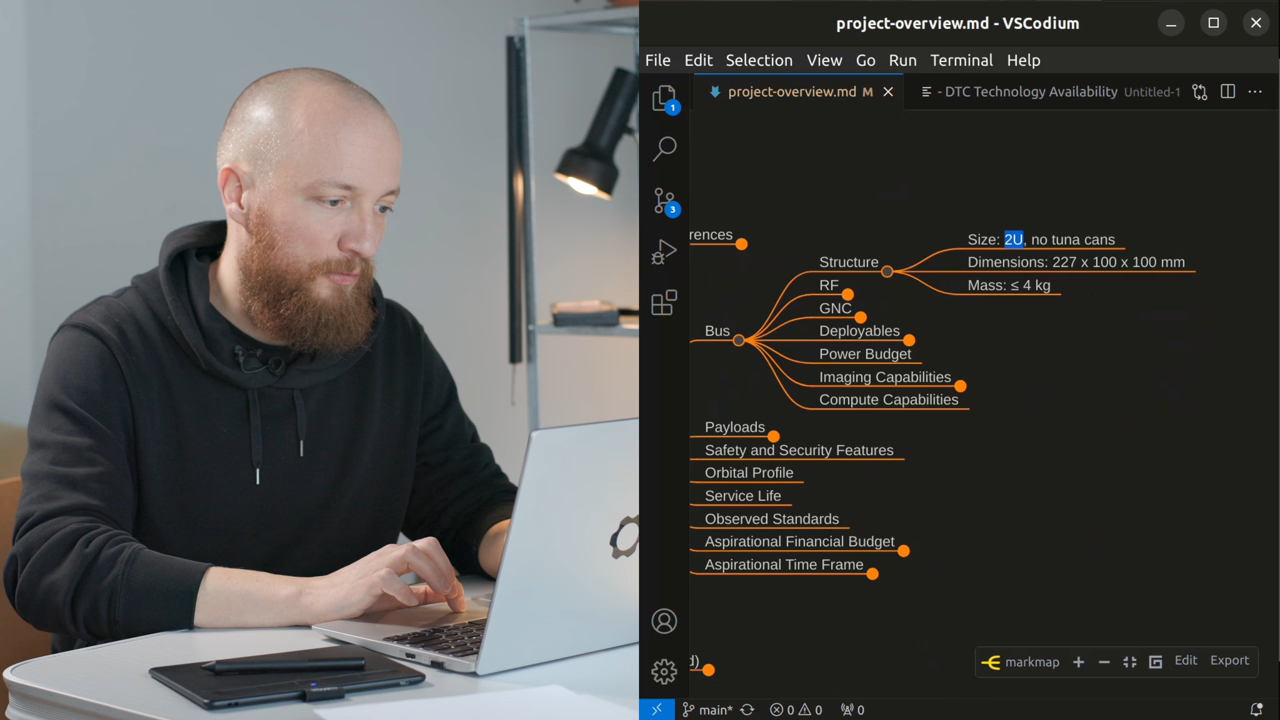 project-overview.md - VSCodium
File Edit Selection View Go Run Terminal Help
project-overview.md M - DTC Technology Availability Untitled-1
1
3
rences
Size: 2U, no tuna cans
Structure
Dimensions: 227 x 100 x 100 mm
RF
Mass: ≤ 4 kg
GNC
Bus
Deployables
Power Budget
Imaging Capabilities
Compute Capabilities
Payloads
Safety and Security Features
Orbital Profile
Service Life
Observed Standards
Aspirational Financial Budget
Aspirational Time Frame
d)
markmap + − Edit Export
main* 0 0 0